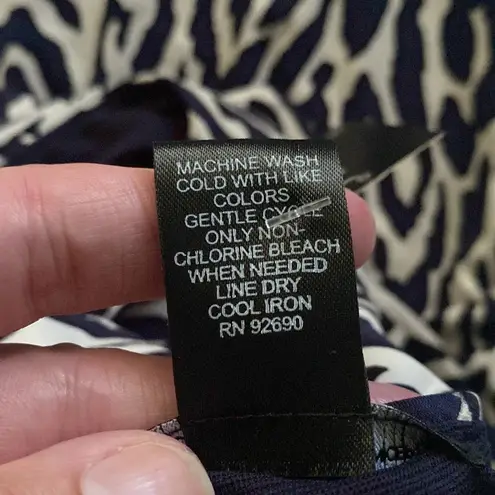 MACHINE WASH
COLD WITH LIKE
COLORS
GENTLE CYCLE
ONLY NON-
CHLORINE BLEACH
WHEN NEEDED
LINE DRY
COOL IRON
RN 92690